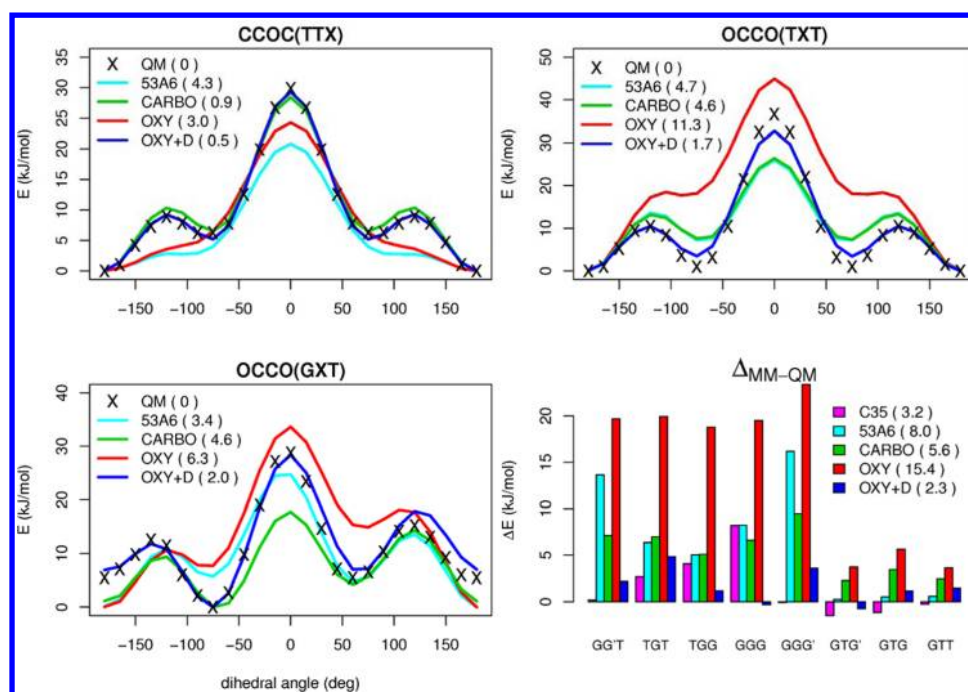 CCOC(TTX)
E (kJ/mol)
35
30
25
20
15
10
5
0
QM ( 0 )
53A6 ( 4.3 )
CARBO ( 0.9 )
OXY ( 3.0 )
OXY+D ( 0.5 )
−150 −100 −50 0 50 100 150
OCCO(TXT)
E (kJ/mol)
50
40
30
20
10
0
QM ( 0 )
53A6 ( 4.7 )
CARBO ( 4.6 )
OXY ( 11.3 )
OXY+D ( 1.7 )
−150 −100 −50 0 50 100 150
OCCO(GXT)
E (kJ/mol)
40
30
20
10
0
QM ( 0 )
53A6 ( 3.4 )
CARBO ( 4.6 )
OXY ( 6.3 )
OXY+D ( 2.0 )
−150 −100 −50 0 50 100 150
dihedral angle (deg)
ΔMM−QM
ΔE (kJ/mol)
20
15
10
5
0
C35 ( 3.2 )
53A6 ( 8.0 )
CARBO ( 5.6 )
OXY ( 15.4 )
OXY+D ( 2.3 )
GG'T TGT TGG GGG GGG' GTG' GTG GTT